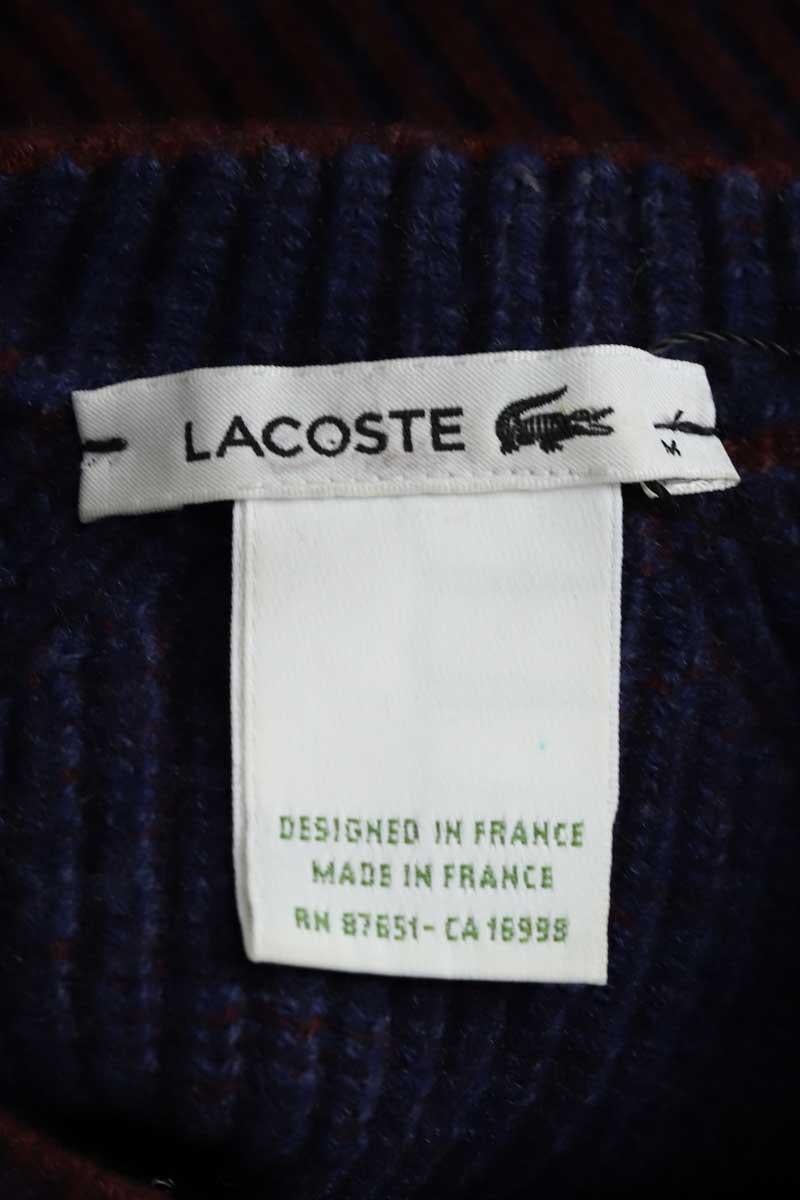 LACOSTE
DESIGNED IN FRANCE
MADE IN FRANCE
RN 87651 - CA 16998